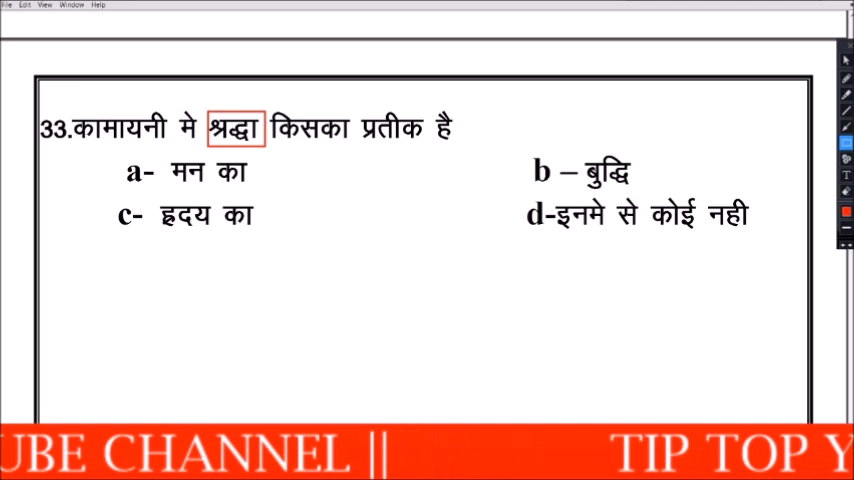 File Edit View Window Help
33.कामायनी मे श्रद्धा किसका प्रतीक है
a- मन का b – बुद्धि
c- ह्रदय का d-इनमे से कोई नही
UBE CHANNEL || TIP TOP Y